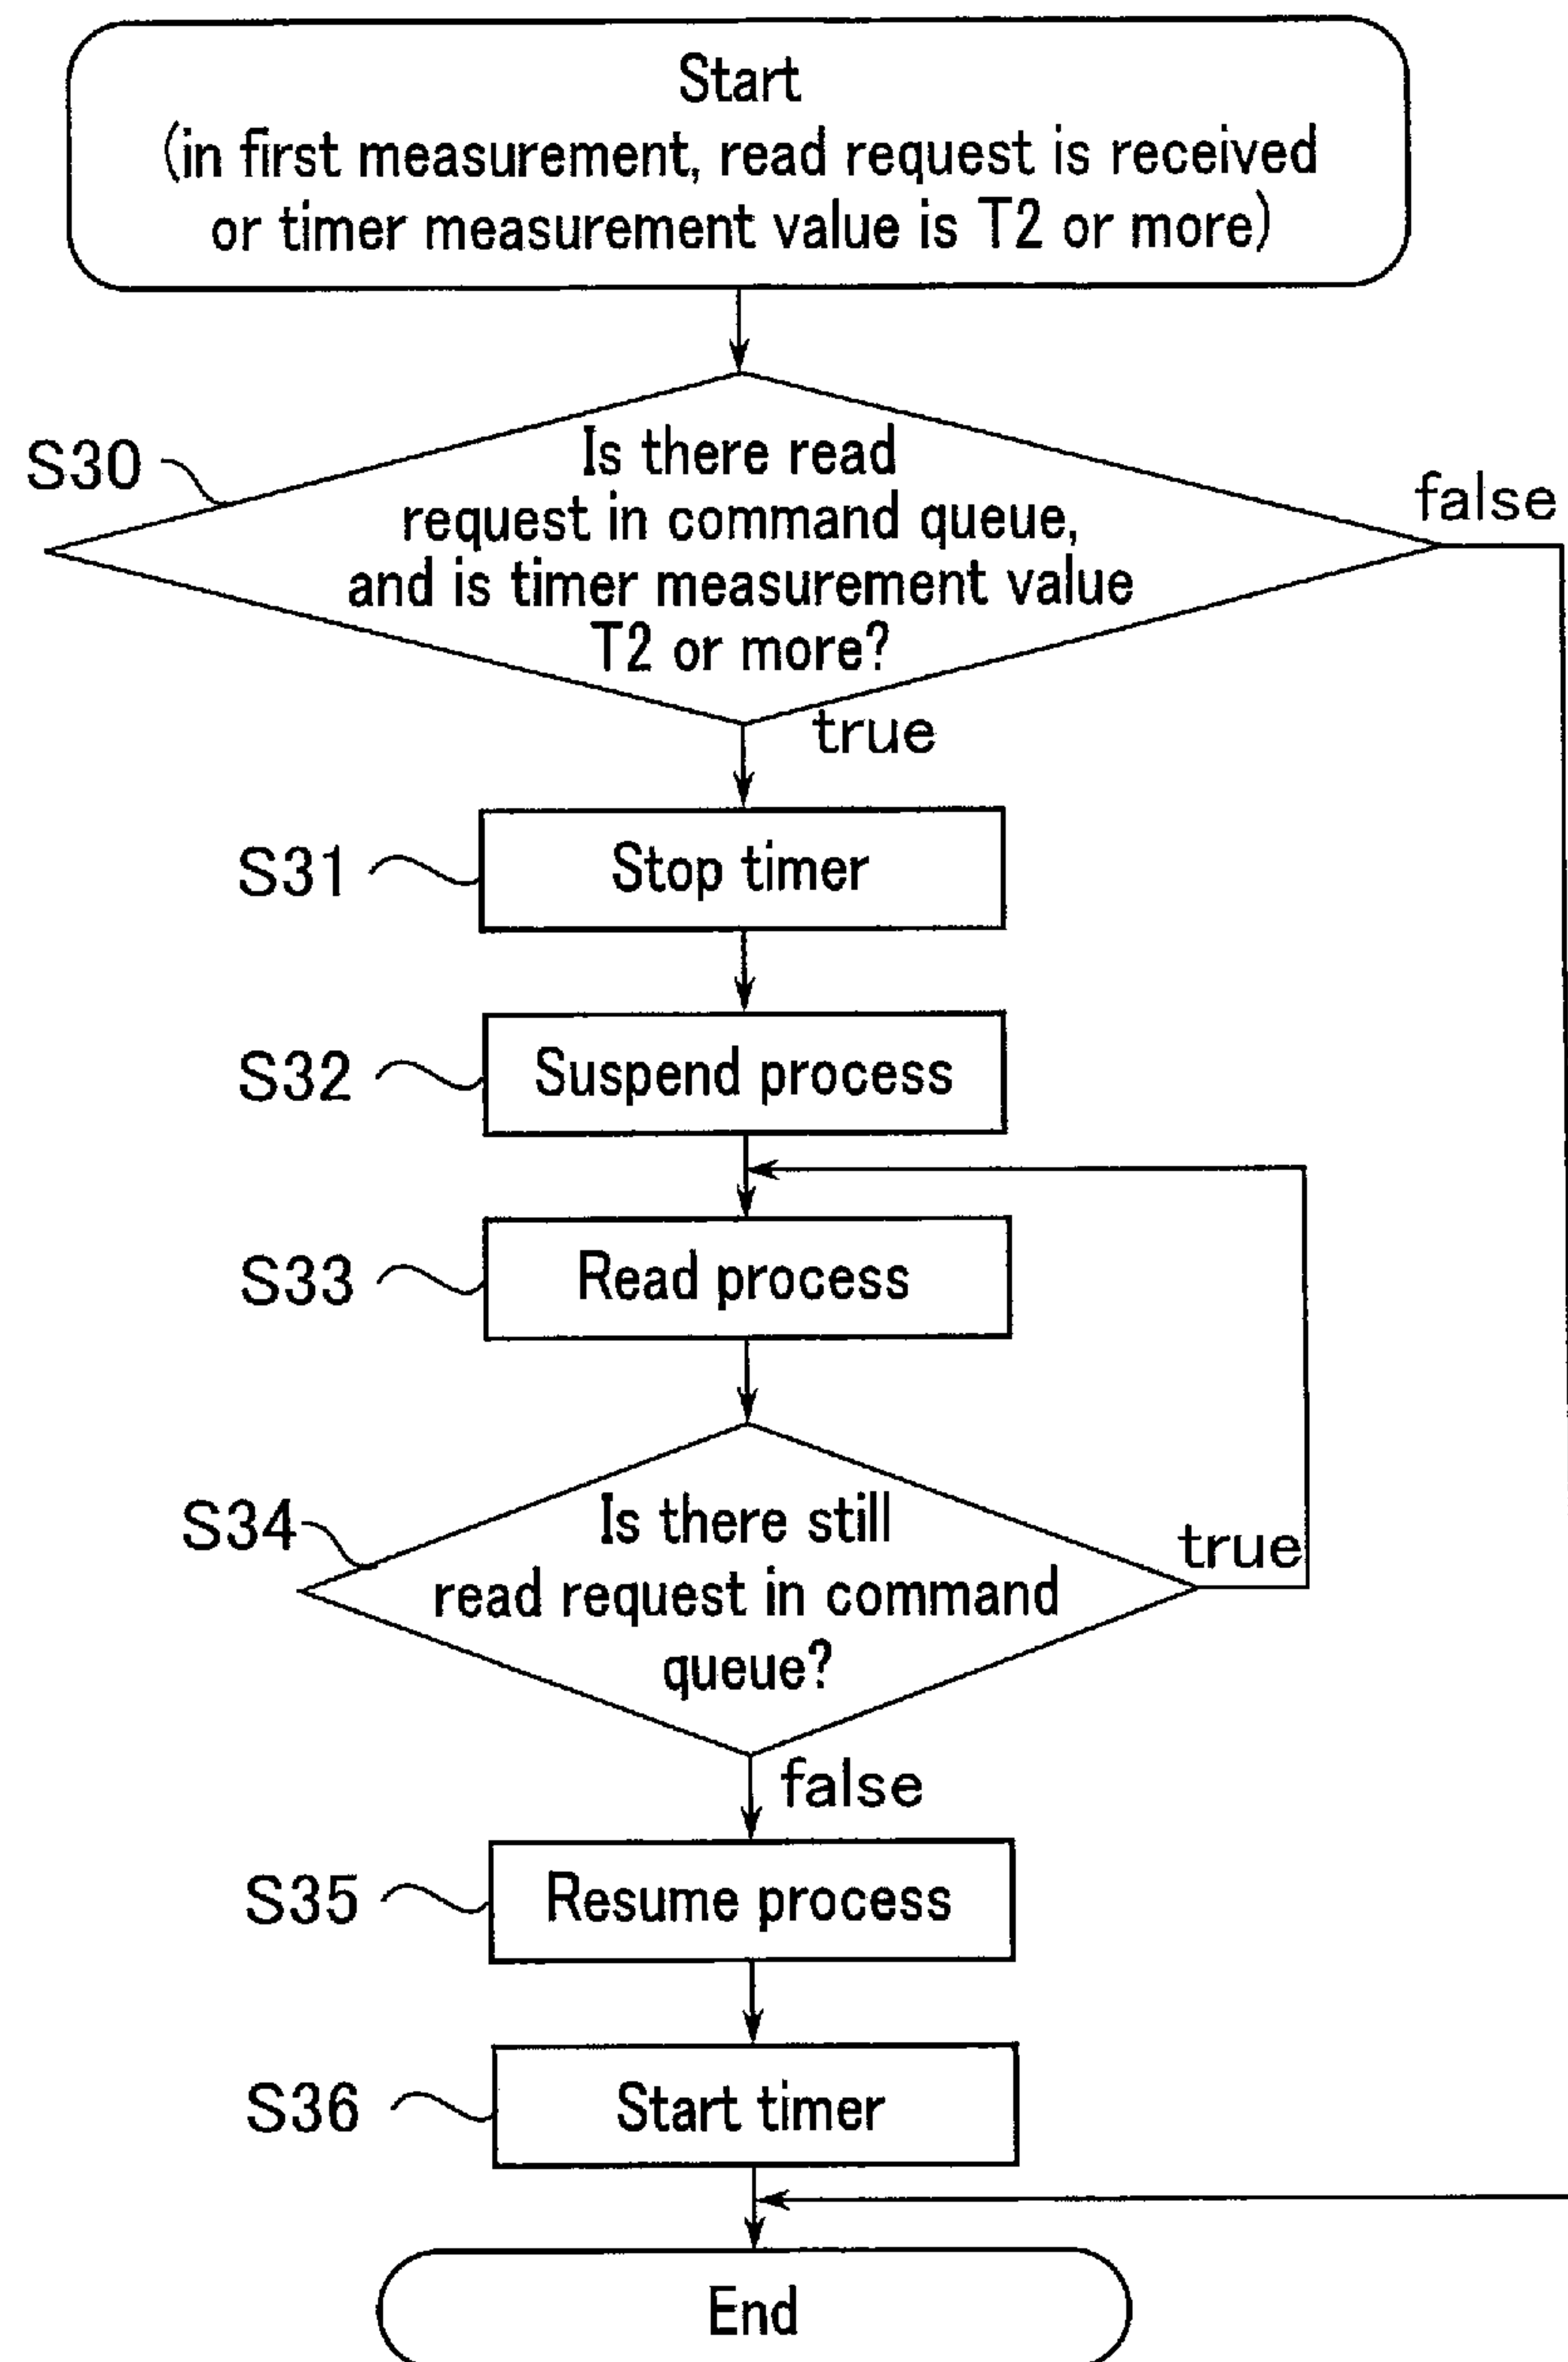 Start
(in first measurement, read request is received
or timer measurement value is T2 or more)
S30
Is there read
request in command queue,
and is timer measurement value
T2 or more?
false
true
S31
Stop timer
S32
Suspend process
S33
Read process
S34
Is there still
read request in command
queue?
true
false
S35
Resume process
S36
Start timer
End